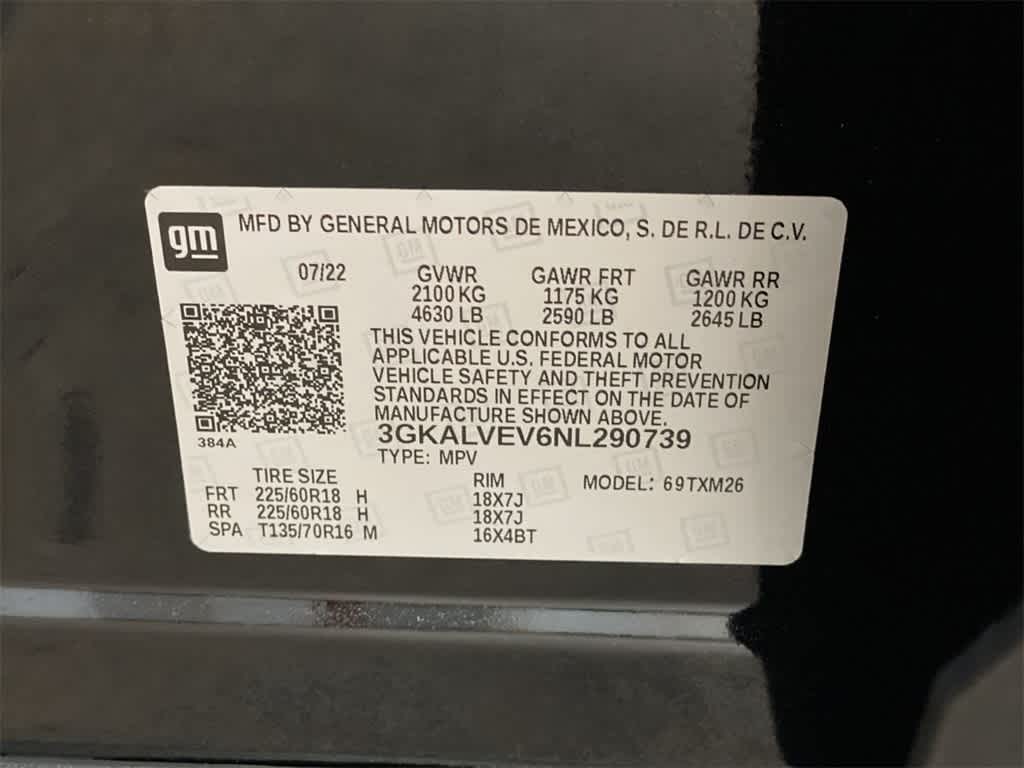 gm MFD BY GENERAL MOTORS DE MEXICO, S. DE R.L. DE C.V.
07/22 GVWR GAWR FRT GAWR RR
2100 KG 1175 KG 1200 KG
4630 LB 2590 LB 2645 LB
THIS VEHICLE CONFORMS TO ALL
APPLICABLE U.S. FEDERAL MOTOR
VEHICLE SAFETY AND THEFT PREVENTION
STANDARDS IN EFFECT ON THE DATE OF
MANUFACTURE SHOWN ABOVE.
384A 3GKALVEV6NL290739
TYPE: MPV
TIRE SIZE RIM MODEL: 69TXM26
FRT 225/60R18 H 18X7J
RR 225/60R18 H 18X7J
SPA T135/70R16 M 16X4BT